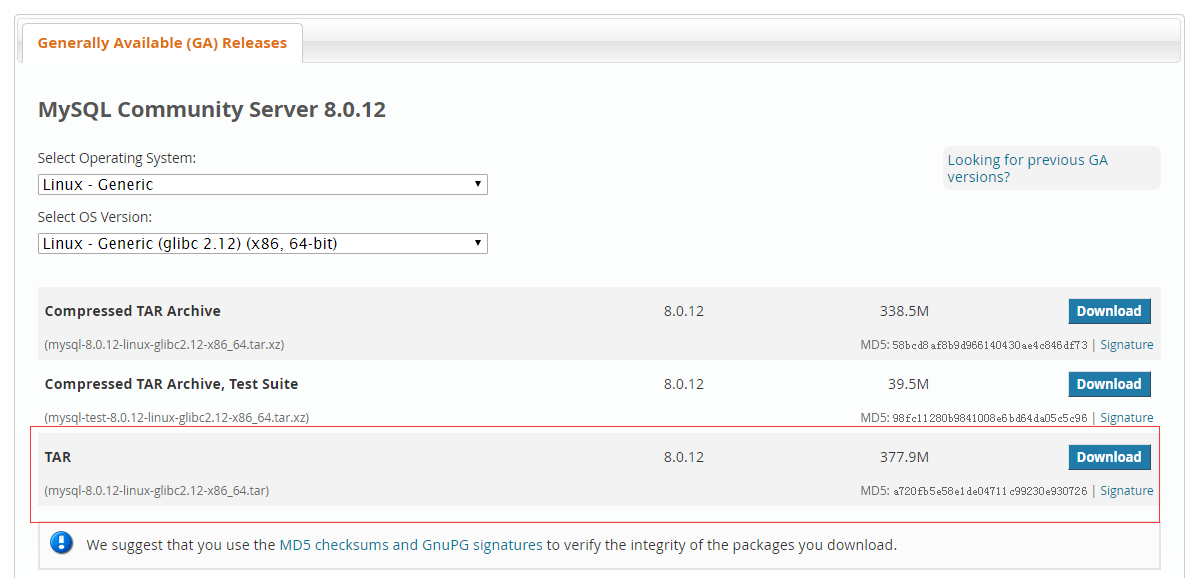 Generally Available (GA) Releases
MySQL Community Server 8.0.12
Select Operating System:
Looking for previous GA
versions?
Linux - Generic
Select OS Version:
Linux - Generic (glibc 2.12) (x86, 64-bit)
Compressed TAR Archive 8.0.12 338.5M Download
(mysql-8.0.12-linux-glibc2.12-x86_64.tar.xz) MD5: 58bcd8af8b9d966140430ae4c846df73 | Signature
Compressed TAR Archive, Test Suite 8.0.12 39.5M Download
(mysql-test-8.0.12-linux-glibc2.12-x86_64.tar.xz) MD5: 98fc11280b9841008e6bd64da05c5c96 | Signature
TAR 8.0.12 377.9M Download
(mysql-8.0.12-linux-glibc2.12-x86_64.tar) MD5: a720fb5e58e1de04711c99230e930726 | Signature
We suggest that you use the MD5 checksums and GnuPG signatures to verify the integrity of the packages you download.